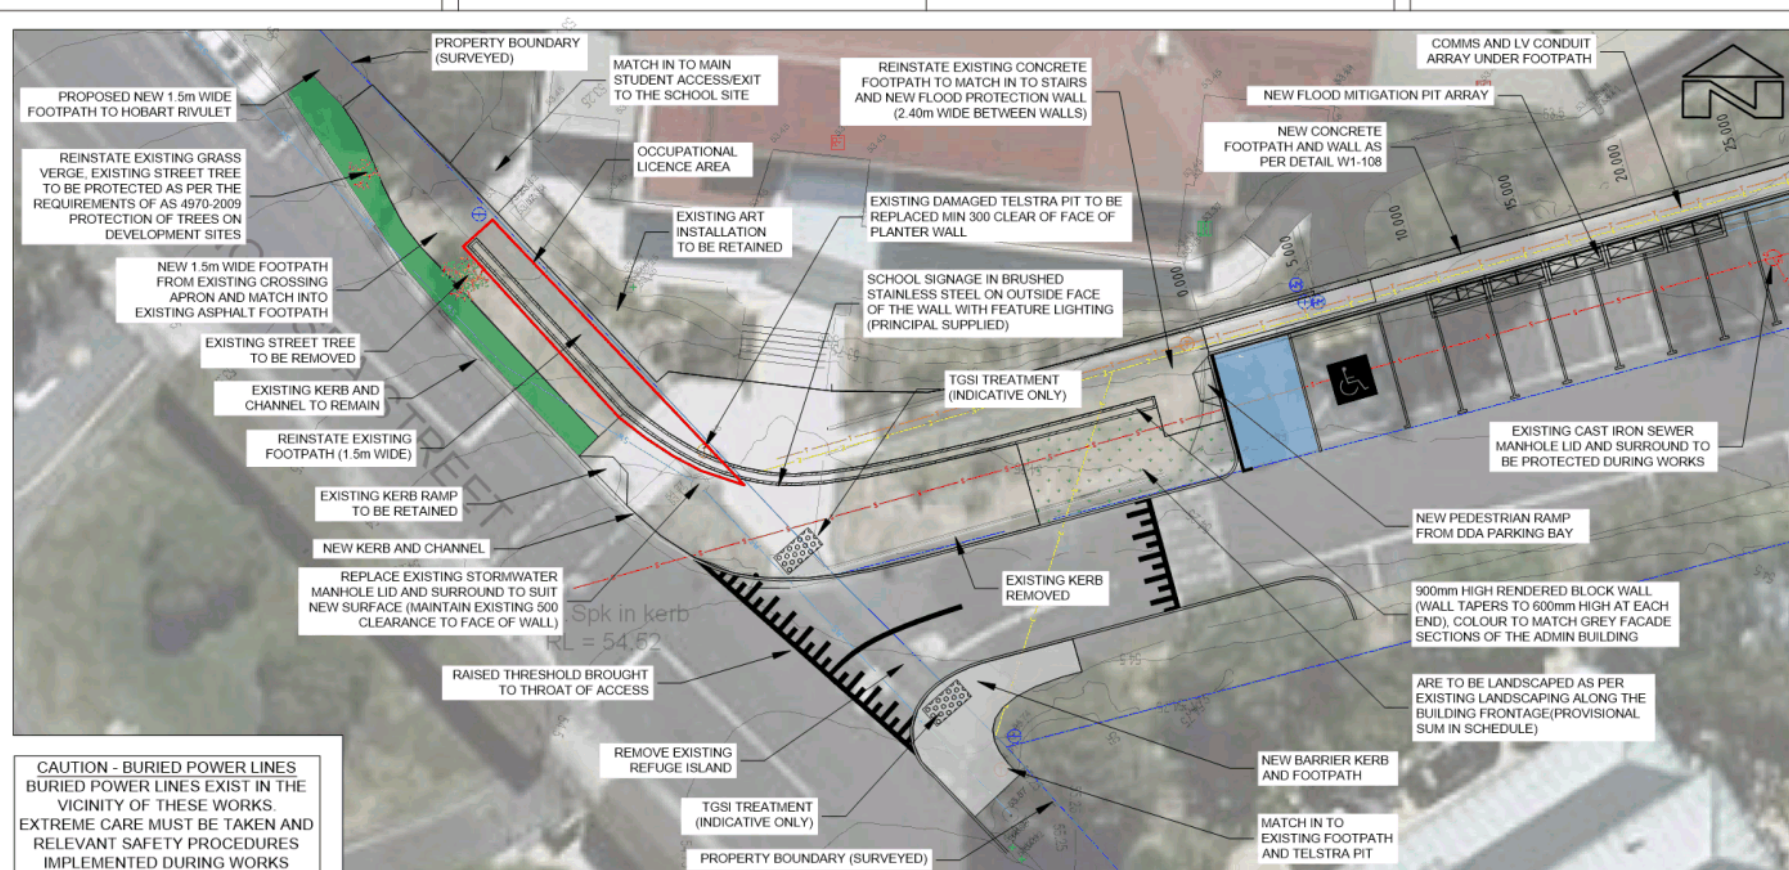 PROPERTY BOUNDARY
(SURVEYED)
MATCH IN TO MAIN
STUDENT ACCESS/EXIT
TO THE SCHOOL SITE
REINSTATE EXISTING CONCRETE
FOOTPATH TO MATCH IN TO STAIRS
AND NEW FLOOD PROTECTION WALL
(2.40m WIDE BETWEEN WALLS)
COMMS AND LV CONDUIT
ARRAY UNDER FOOTPATH
PROPOSED NEW 1.5m WIDE
FOOTPATH TO HOBART RIVULET
NEW FLOOD MITIGATION PIT ARRAY
NEW CONCRETE
FOOTPATH AND WALL AS
PER DETAIL W1-108
REINSTATE EXISTING GRASS
VERGE, EXISTING STREET TREE
TO BE PROTECTED AS PER THE
REQUIREMENTS OF AS 4970-2009
PROTECTION OF TREES ON
DEVELOPMENT SITES
OCCUPATIONAL
LICENCE AREA
EXISTING ART
INSTALLATION
TO BE RETAINED
EXISTING DAMAGED TELSTRA PIT TO BE
REPLACED MIN 300 CLEAR OF FACE OF
PLANTER WALL
NEW 1.5m WIDE FOOTPATH
FROM EXISTING CROSSING
APRON AND MATCH INTO
EXISTING ASPHALT FOOTPATH
SCHOOL SIGNAGE IN BRUSHED
STAINLESS STEEL ON OUTSIDE FACE
OF THE WALL WITH FEATURE LIGHTING
(PRINCIPAL SUPPLIED)
0.000
5.000
10.000
15.000
20.000
25.000
EXISTING STREET TREE
TO BE REMOVED
EXISTING KERB AND
CHANNEL TO REMAIN
TGSI TREATMENT
(INDICATIVE ONLY)
REINSTATE EXISTING
FOOTPATH (1.5m WIDE)
EXISTING CAST IRON SEWER
MANHOLE LID AND SURROUND TO
BE PROTECTED DURING WORKS
STREET
EXISTING KERB RAMP
TO BE RETAINED
NEW KERB AND CHANNEL
NEW PEDESTRIAN RAMP
FROM DDA PARKING BAY
REPLACE EXISTING STORMWATER
MANHOLE LID AND SURROUND TO SUIT
NEW SURFACE (MAINTAIN EXISTING 500
CLEARANCE TO FACE OF WALL)
Spk in kerb
RL = 54.52
EXISTING KERB
REMOVED
900mm HIGH RENDERED BLOCK WALL
(WALL TAPERS TO 600mm HIGH AT EACH
END), COLOUR TO MATCH GREY FACADE
SECTIONS OF THE ADMIN BUILDING
RAISED THRESHOLD BROUGHT
TO THROAT OF ACCESS
ARE TO BE LANDSCAPED AS PER
EXISTING LANDSCAPING ALONG THE
BUILDING FRONTAGE(PROVISIONAL
SUM IN SCHEDULE)
REMOVE EXISTING
REFUGE ISLAND
NEW BARRIER KERB
AND FOOTPATH
TGSI TREATMENT
(INDICATIVE ONLY)
MATCH IN TO
EXISTING FOOTPATH
AND TELSTRA PIT
PROPERTY BOUNDARY (SURVEYED)
CAUTION - BURIED POWER LINES
BURIED POWER LINES EXIST IN THE
VICINITY OF THESE WORKS.
EXTREME CARE MUST BE TAKEN AND
RELEVANT SAFETY PROCEDURES
IMPLEMENTED DURING WORKS